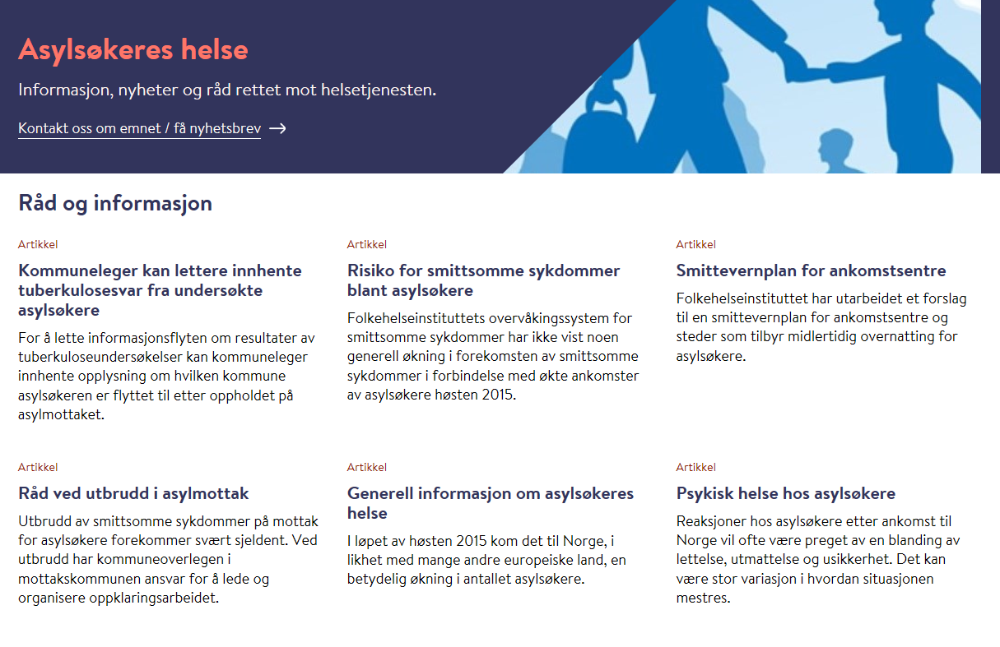 Asylsøkeres helse
Informasjon, nyheter og råd rettet mot helsetjenesten.
Kontakt oss om emnet / få nyhetsbrev →
Råd og informasjon
Artikkel
Kommuneleger kan lettere innhente
tuberkulosesvar fra undersøkte
asylsøkere
For å lette informasjonsflyten om resultater av
tuberkuloseundersøkelser kan kommuneleger
innhente opplysning om hvilken kommune
asylsøkeren er flyttet til etter oppholdet på
asylmottaket.
Artikkel
Risiko for smittsomme sykdommer
blant asylsøkere
Folkehelseinstituttets overvåkingssystem for
smittsomme sykdommer har ikke vist noen
generell økning i forekomsten av smittsomme
sykdommer i forbindelse med økte ankomster
av asylsøkere høsten 2015.
Artikkel
Smittevernplan for ankomstsentre
Folkehelseinstituttet har utarbeidet et forslag
til en smittevernplan for ankomstsentre og
steder som tilbyr midlertidig overnatting for
asylsøkere.
Artikkel
Råd ved utbrudd i asylmottak
Utbrudd av smittsomme sykdommer på mottak
for asylsøkere forekommer svært sjeldent. Ved
utbrudd har kommuneoverlegen i
mottakskommunen ansvar for å lede og
organisere oppklaringsarbeidet.
Artikkel
Generell informasjon om asylsøkeres
helse
I løpet av høsten 2015 kom det til Norge, i
likhet med mange andre europeiske land, en
betydelig økning i antallet asylsøkere.
Artikkel
Psykisk helse hos asylsøkere
Reaksjoner hos asylsøkere etter ankomst til
Norge vil ofte være preget av en blanding av
lettelse, utmattelse og usikkerhet. Det kan
være stor variasjon i hvordan situasjonen
mestres.